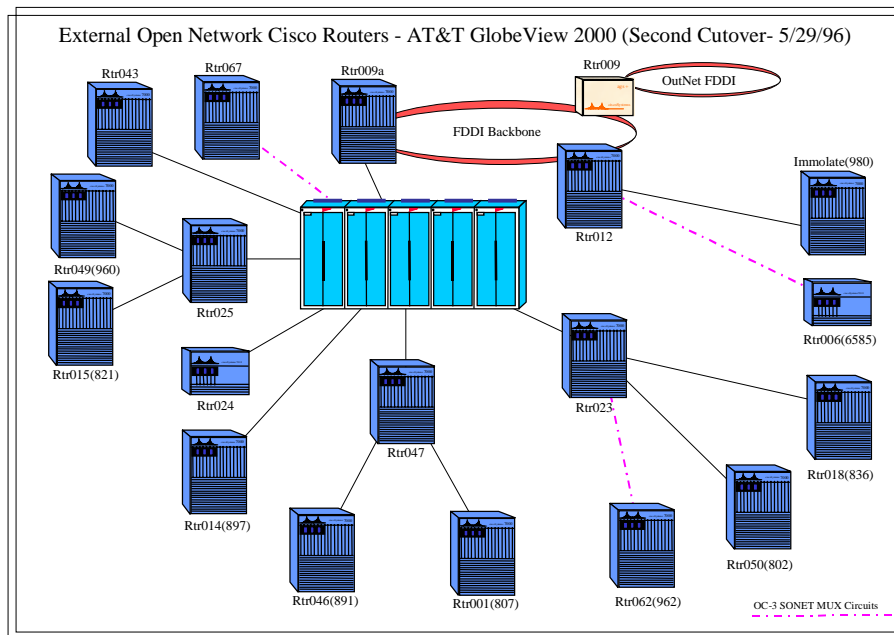 External Open Network Cisco Routers - AT&T GlobeView 2000 (Second Cutover- 5/29/96)
Rtr043
Rtr067
Rtr009a
Rtr009
OutNet FDDI
FDDI Backbone
Immolate(980)
Rtr012
Rtr049(960)
Rtr025
Rtr006(6585)
Rtr015(821)
Rtr024
Rtr023
Rtr047
Rtr018(836)
Rtr014(897)
Rtr050(802)
Rtr046(891)
Rtr001(807)
Rtr062(962)
OC-3 SONET MUX Circuits